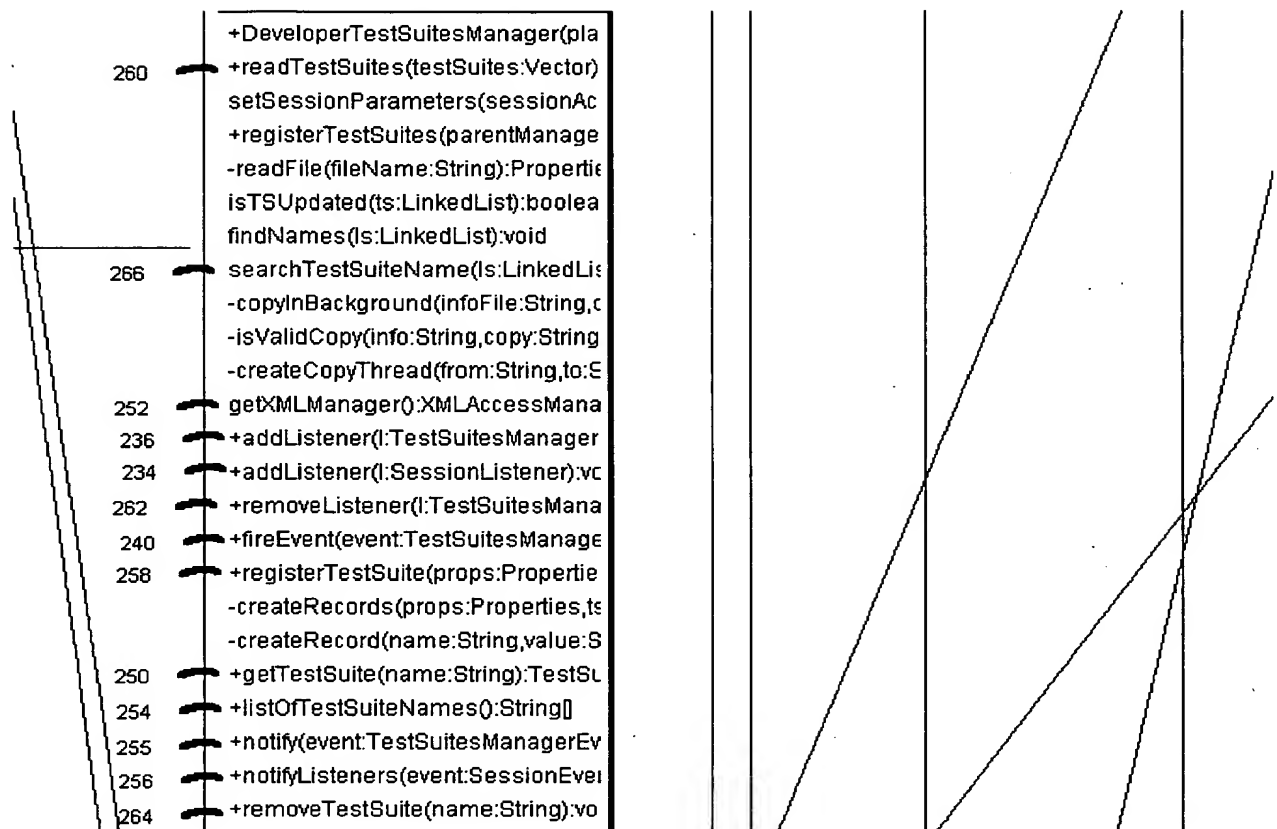 +DeveloperTestSuitesManager(pla
260 +readTestSuites(testSuites:Vector)
setSessionParameters(sessionAc
+registerTestSuites(parentManage
-readFile(fileName:String):Propertie
isTSUpdated(ts:LinkedList):boolea
findNames(ls:LinkedList):void
266 searchTestSuiteName(ls:LinkedLis
-copyInBackground(infoFile:String,c
-isValidCopy(info:String,copy:String
-createCopyThread(from:String,to:S
252 getXMLManager():XMLAccessMana
236 +addListener(l:TestSuitesManager
234 +addListener(l:SessionListener):vc
262 +removeListener(l:TestSuitesMana
240 +fireEvent(event:TestSuitesManage
258 +registerTestSuite(props:Propertie
-createRecords(props:Properties,ts
-createRecord(name:String,value:S
250 +getTestSuite(name:String):TestSu
254 +listOfTestSuiteNames():String[]
255 +notify(event:TestSuitesManagerEv
256 +notifyListeners(event:SessionEver
264 +removeTestSuite(name:String):vo